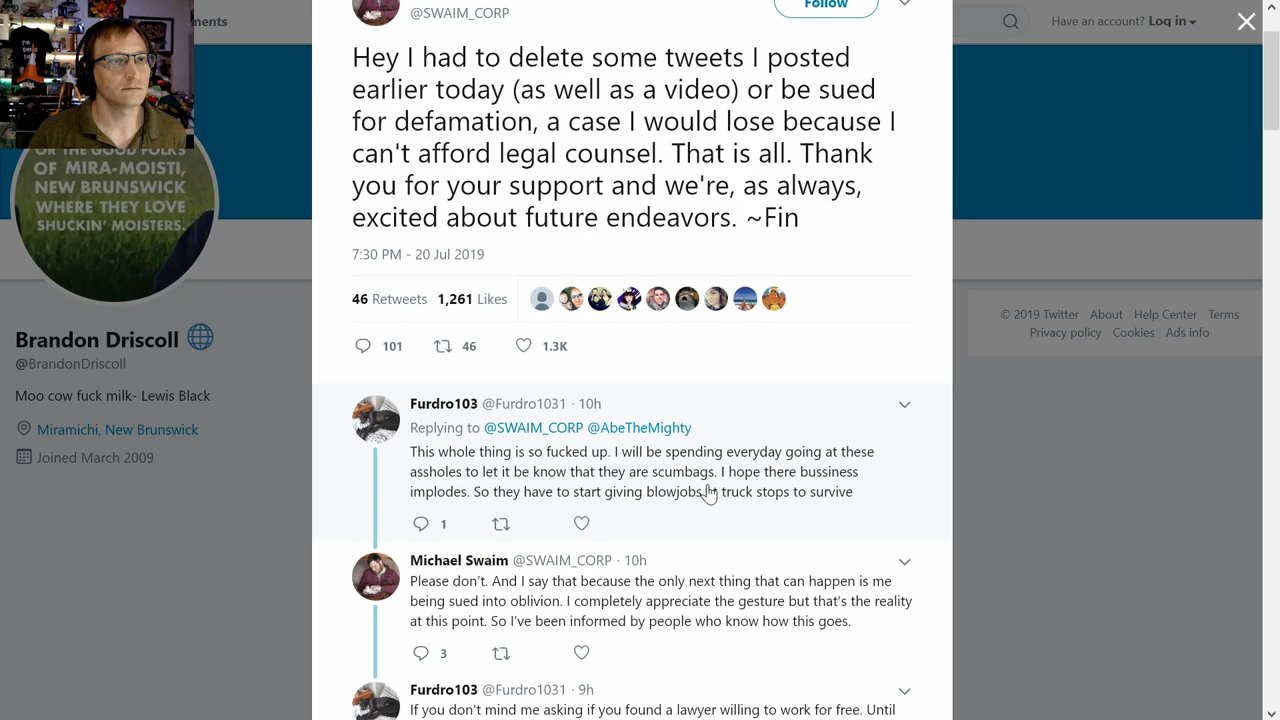 ments
Have an account? Log in
@SWAIM_CORP
Follow
Hey I had to delete some tweets I posted
earlier today (as well as a video) or be sued
for defamation, a case I would lose because I
can't afford legal counsel. That is all. Thank
you for your support and we're, as always,
excited about future endeavors. ~Fin
7:30 PM - 20 Jul 2019
46 Retweets 1,261 Likes
101 46 1.3K
OR THE GOOD FOLKS
OF MIRA-MOISTI,
NEW BRUNSWICK
WHERE THEY LOVE
SHUCKIN' MOISTERS.
Brandon Driscoll
@BrandonDriscoll
Moo cow fuck milk- Lewis Black
Miramichi, New Brunswick
Joined March 2009
Furdro103 @Furdro1031 · 10h
Replying to @SWAIM_CORP @AbeTheMighty
This whole thing is so fucked up. I will be spending everyday going at these
assholes to let it be know that they are scumbags. I hope there bussiness
implodes. So they have to start giving blowjobs truck stops to survive
1
Michael Swaim @SWAIM_CORP · 10h
Please don't. And I say that because the only next thing that can happen is me
being sued into oblivion. I completely appreciate the gesture but that's the reality
at this point. So I've been informed by people who know how this goes.
3
Furdro103 @Furdro1031 · 9h
If you don't mind me asking if you found a lawyer willing to work for free. Until
© 2019 Twitter About Help Center Terms
Privacy policy Cookies Ads info